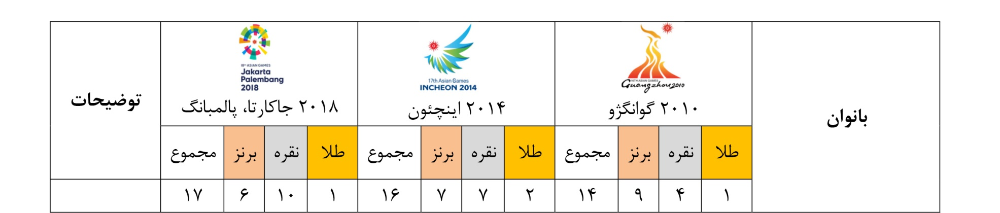 بانوان
16TH ASIAN GAMES
Guangzhou 2010
۲۰۱۰ گوانگژو
17th Asian Games
INCHEON 2014
۲۰۱۴ اینچئون
18th ASIAN GAMES
Jakarta
Palembang
2018
۲۰۱۸ جاکارتا، پالمبانگ
توضیحات
طلا نقره برنز مجموع طلا نقره برنز مجموع طلا نقره برنز مجموع
۱ ۴ ۹ ۱۴ ۲ ۷ ۷ ۱۶ ۱ ۱۰ ۶ ۱۷